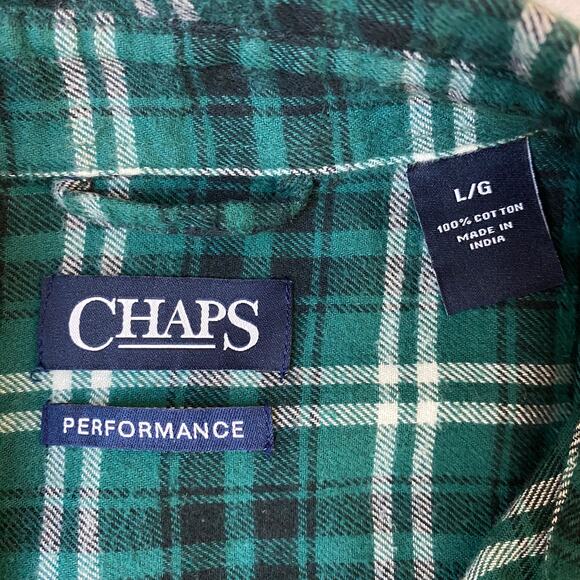 CHAPS
PERFORMANCE
L/G
100% COTTON
MADE IN
INDIA